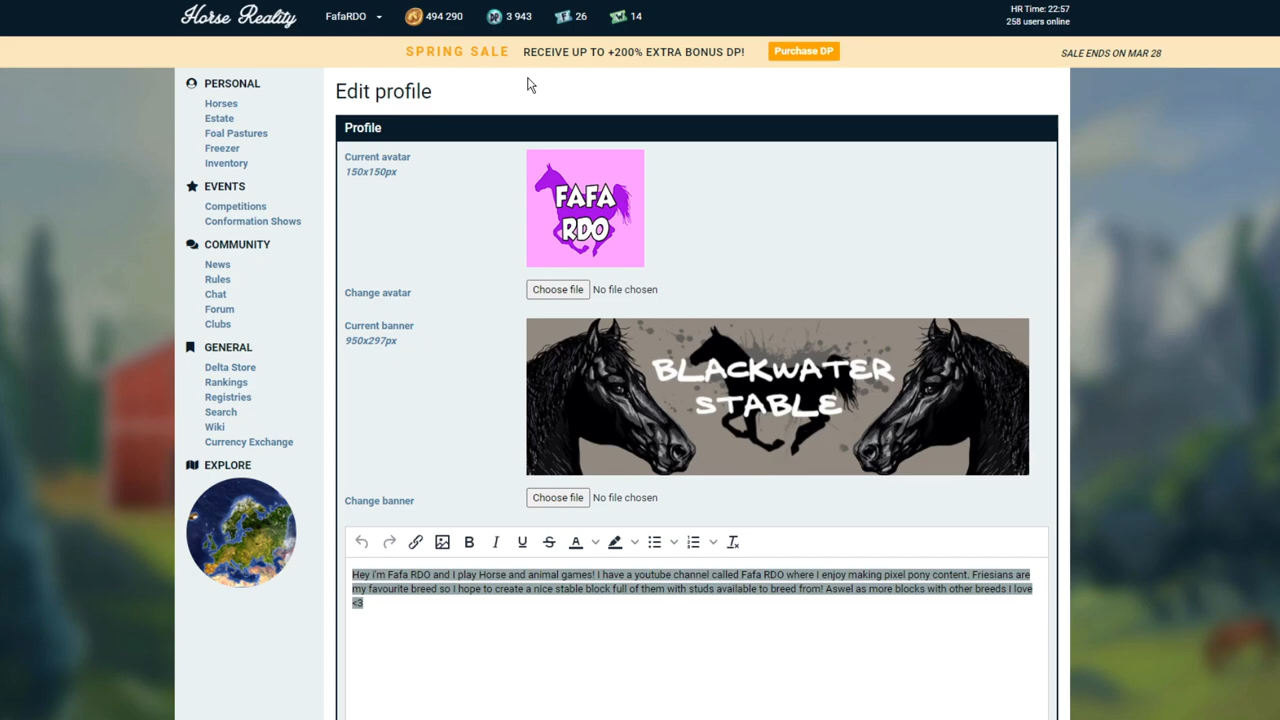 Horse Reality
FafaRDO
494 290
3 943
26
14
HR Time: 22:57
258 users online
SPRING SALE RECEIVE UP TO +200% EXTRA BONUS DP! Purchase DP SALE ENDS ON MAR 28
PERSONAL
Horses
Estate
Foal Pastures
Freezer
Inventory
EVENTS
Competitions
Conformation Shows
COMMUNITY
News
Rules
Chat
Forum
Clubs
GENERAL
Delta Store
Rankings
Registries
Search
Wiki
Currency Exchange
EXPLORE
Edit profile
Profile
Current avatar
150x150px
FAFA
RDO
Change avatar
Choose file No file chosen
Current banner
950x297px
BLACKWATER
STABLE
Change banner
Choose file No file chosen
Hey i'm Fafa RDO and I play Horse and animal games! I have a youtube channel called Fafa RDO where I enjoy making pixel pony content. Friesians are
my favourite breed so I hope to create a nice stable block full of them with studs available to breed from! Aswel as more blocks with other breeds I love
<3